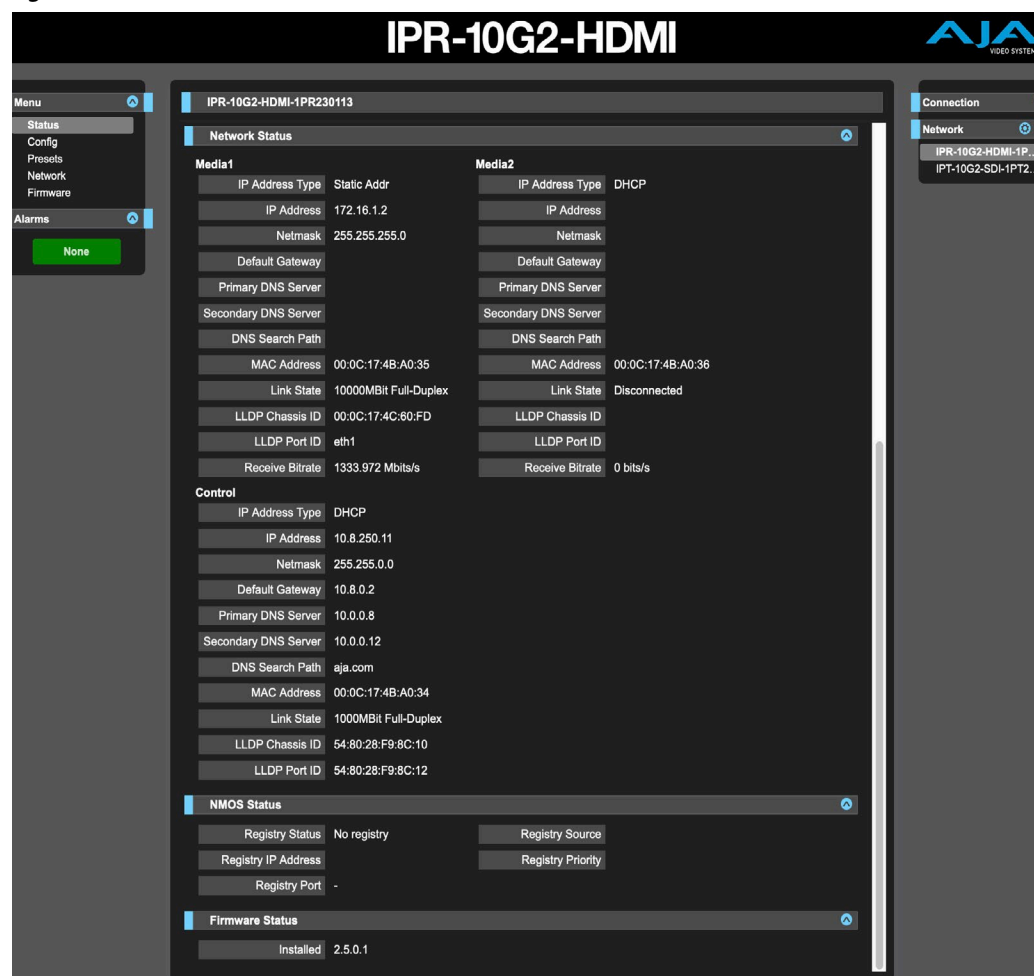 IPR-10G2-HDMI
AJA
VIDEO SYSTEM
Menu
Status
Config
Presets
Network
Firmware
Alarms
None
IPR-10G2-HDMI-1PR230113
Network Status
Media1
IP Address Type Static Addr
IP Address 172.16.1.2
Netmask 255.255.255.0
Default Gateway
Primary DNS Server
Secondary DNS Server
DNS Search Path
MAC Address 00:0C:17:4B:A0:35
Link State 10000MBit Full-Duplex
LLDP Chassis ID 00:0C:17:4C:60:FD
LLDP Port ID eth1
Receive Bitrate 1333.972 Mbits/s
Media2
IP Address Type DHCP
IP Address
Netmask
Default Gateway
Primary DNS Server
Secondary DNS Server
DNS Search Path
MAC Address 00:0C:17:4B:A0:36
Link State Disconnected
LLDP Chassis ID
LLDP Port ID
Receive Bitrate 0 bits/s
Control
IP Address Type DHCP
IP Address 10.8.250.11
Netmask 255.255.0.0
Default Gateway 10.8.0.2
Primary DNS Server 10.0.0.8
Secondary DNS Server 10.0.0.12
DNS Search Path aja.com
MAC Address 00:0C:17:4B:A0:34
Link State 1000MBit Full-Duplex
LLDP Chassis ID 54:80:28:F9:8C:10
LLDP Port ID 54:80:28:F9:8C:12
NMOS Status
Registry Status No registry
Registry Source
Registry IP Address
Registry Priority
Registry Port -
Firmware Status
Installed 2.5.0.1
Connection
Network
IPR-10G2-HDMI-1P...
IPT-10G2-SDI-1PT2...